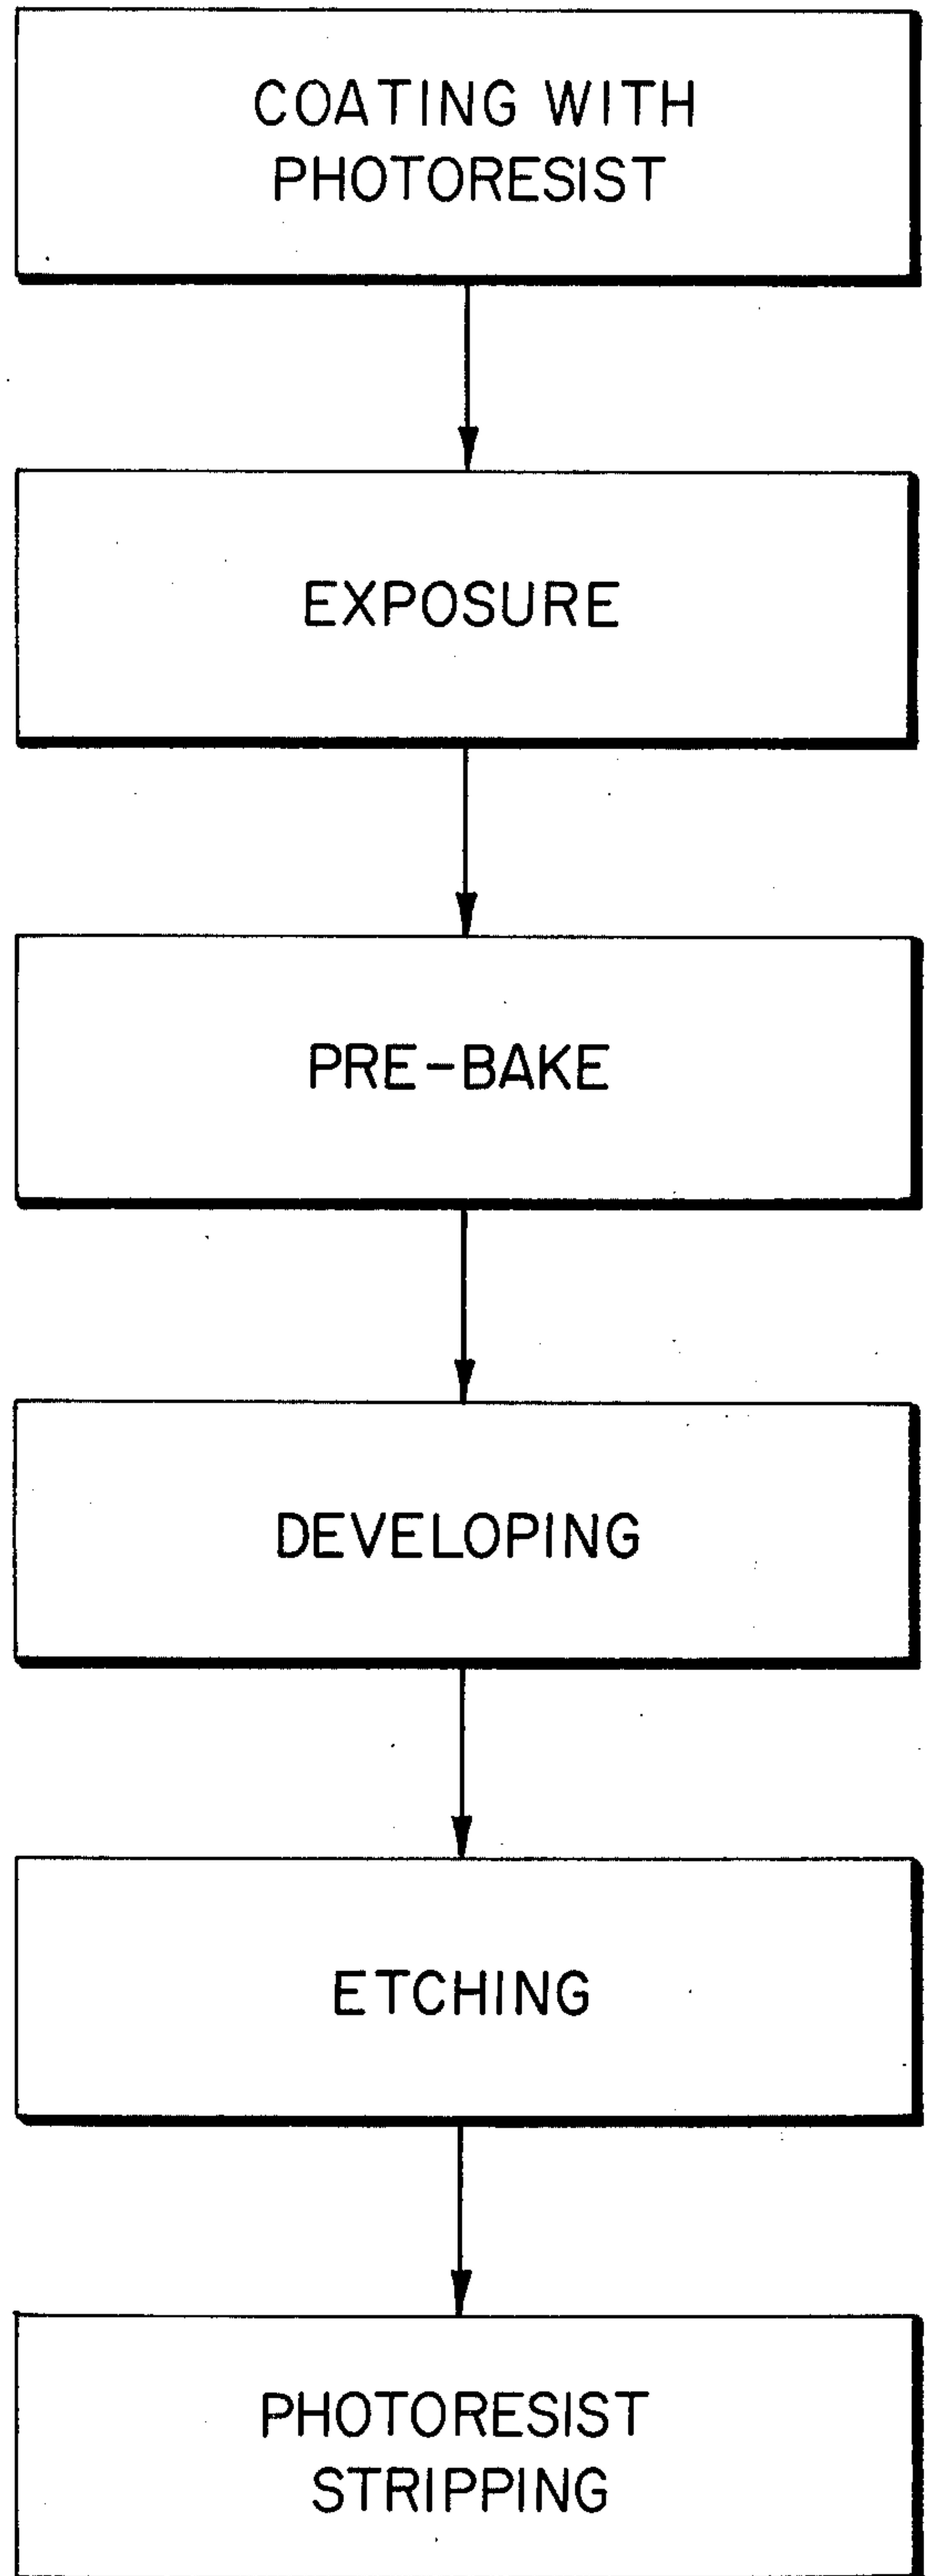 COATING WITH
PHOTORESIST
EXPOSURE
PRE-BAKE
DEVELOPING
ETCHING
PHOTORESIST
STRIPPING